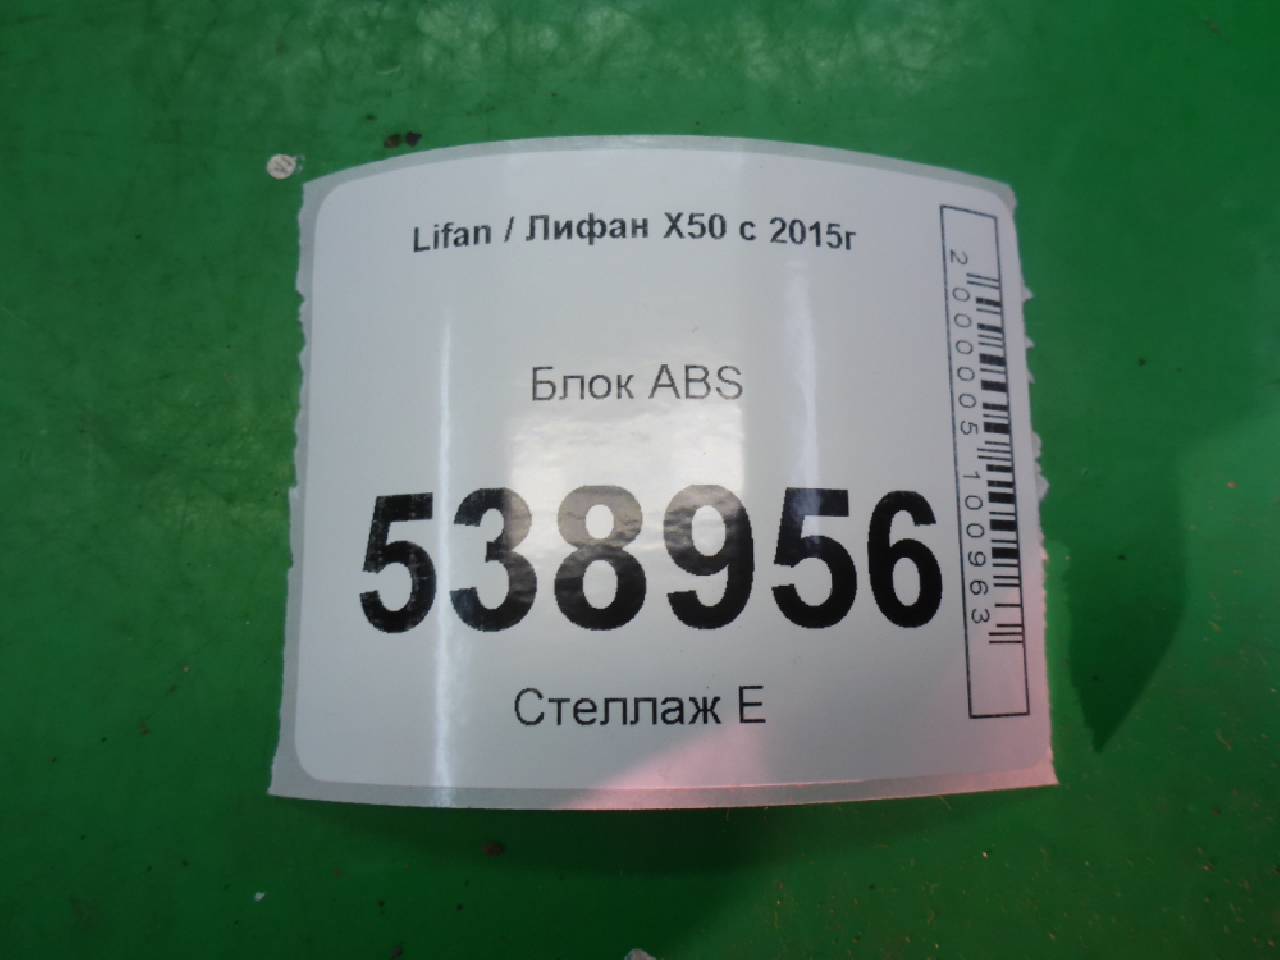 Lifan / Лифан X50 с 2015г
Блок ABS
538956
Стеллаж Е
2000005100963